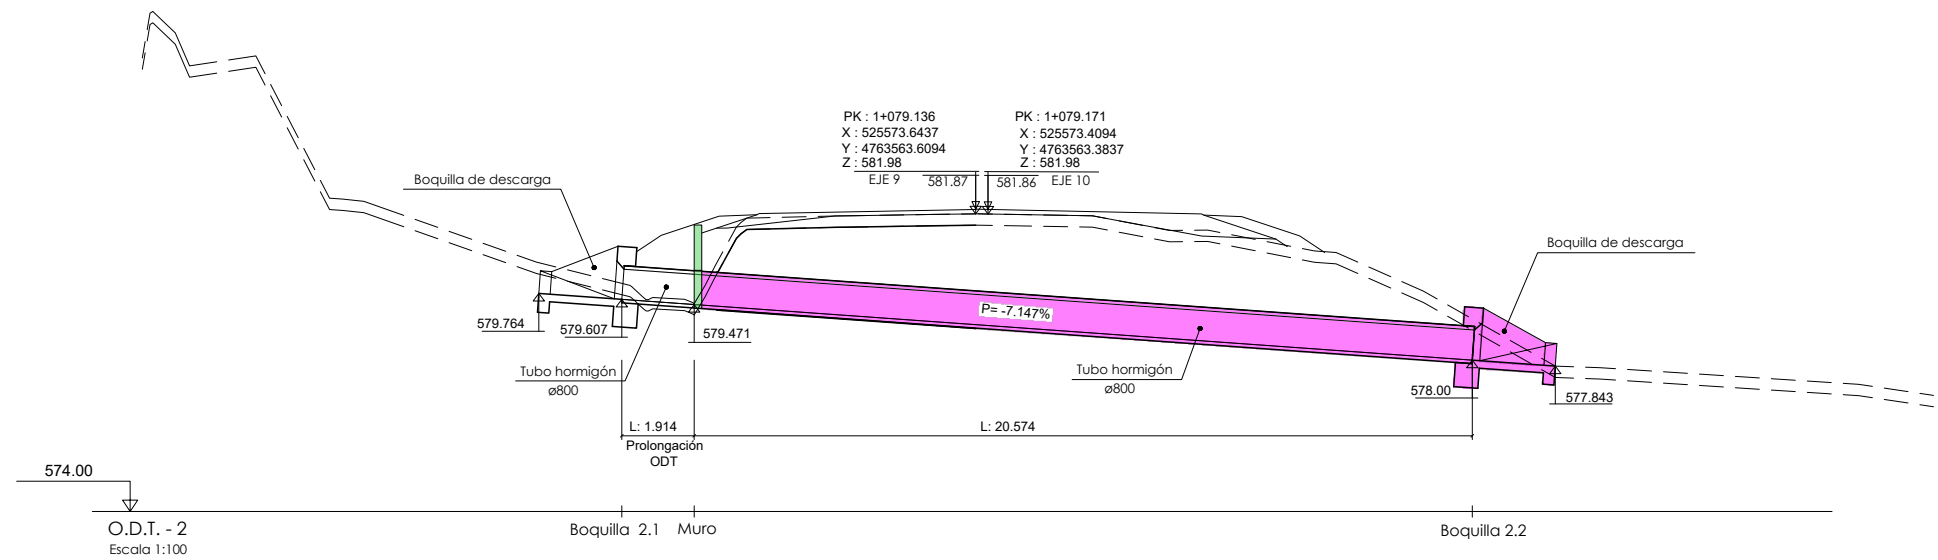 PK : 1+079.136
X : 525573.6437
Y : 4763563.6094
Z : 581.98
EJE 9
581.87
PK : 1+079.171
X : 525573.4094
Y : 4763563.3837
Z : 581.98
581.86
EJE 10
Boquilla de descarga
Boquilla de descarga
579.764
579.607
579.471
P= -7.147%
Tubo hormigón
ø800
Tubo hormigón
ø800
578.00
577.843
L: 1.914
Prolongación
ODT
L: 20.574
574.00
O.D.T. - 2
Escala 1:100
Boquilla 2.1
Muro
Boquilla 2.2